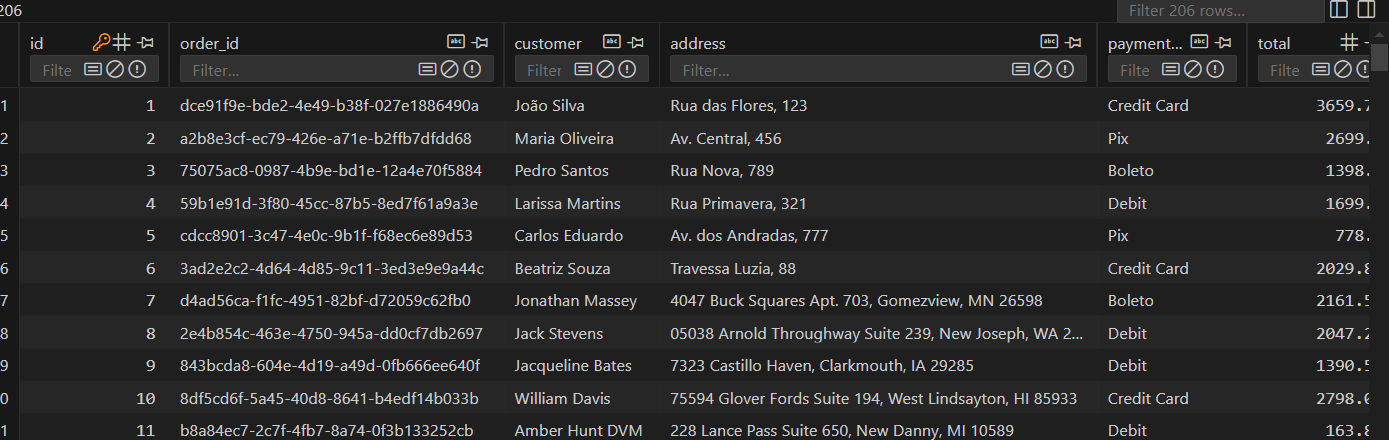 206 Filter 206 rows...
id order_id customer address payment... total
Filte Filter... Filter Filter... Filte Filte
1 1 dce91f9e-bde2-4e49-b38f-027e1886490a João Silva Rua das Flores, 123 Credit Card 3659.7
2 2 a2b8e3cf-ec79-426e-a71e-b2ffb7dfdd68 Maria Oliveira Av. Central, 456 Pix 2699.
3 3 75075ac8-0987-4b9e-bd1e-12a4e70f5884 Pedro Santos Rua Nova, 789 Boleto 1398.
4 4 59b1e91d-3f80-45cc-87b5-8ed7f61a9a3e Larissa Martins Rua Primavera, 321 Debit 1699.
5 5 cdcc8901-3c47-4e0c-9b1f-f68ec6e89d53 Carlos Eduardo Av. dos Andradas, 777 Pix 778.
6 6 3ad2e2c2-4d64-4d85-9c11-3ed3e9e9a44c Beatriz Souza Travessa Luzia, 88 Credit Card 2029.8
7 7 d4ad56ca-f1fc-4951-82bf-d72059c62fb0 Jonathan Massey 4047 Buck Squares Apt. 703, Gomezview, MN 26598 Boleto 2161.5
8 8 2e4b854c-463e-4750-945a-dd0cf7db2697 Jack Stevens 05038 Arnold Throughway Suite 239, New Joseph, WA 2... Debit 2047.2
9 9 843bcda8-604e-4d19-a49d-0fb666ee640f Jacqueline Bates 7323 Castillo Haven, Clarkmouth, IA 29285 Debit 1390.5
0 10 8df5cd6f-5a45-40d8-8641-b4edf14b033b William Davis 75594 Glover Fords Suite 194, West Lindsayton, HI 85933 Credit Card 2798.0
1 11 b8a84ec7-2c7f-4fb7-8a74-0f3b133252cb Amber Hunt DVM 228 Lance Pass Suite 650, New Danny, MI 10589 Debit 163.8